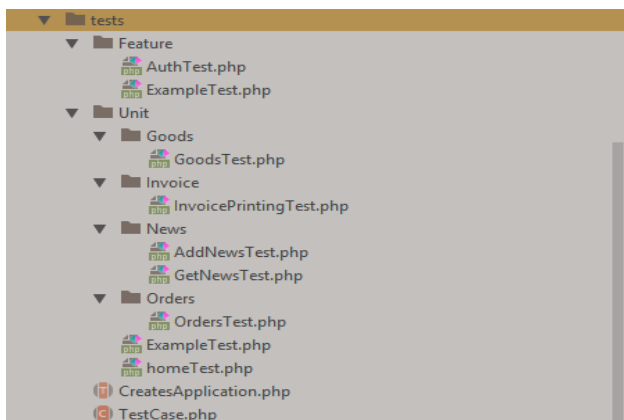 tests
Feature
AuthTest.php
ExampleTest.php
Unit
Goods
GoodsTest.php
Invoice
InvoicePrintingTest.php
News
AddNewsTest.php
GetNewsTest.php
Orders
OrdersTest.php
ExampleTest.php
homeTest.php
CreatesApplication.php
TestCase.php